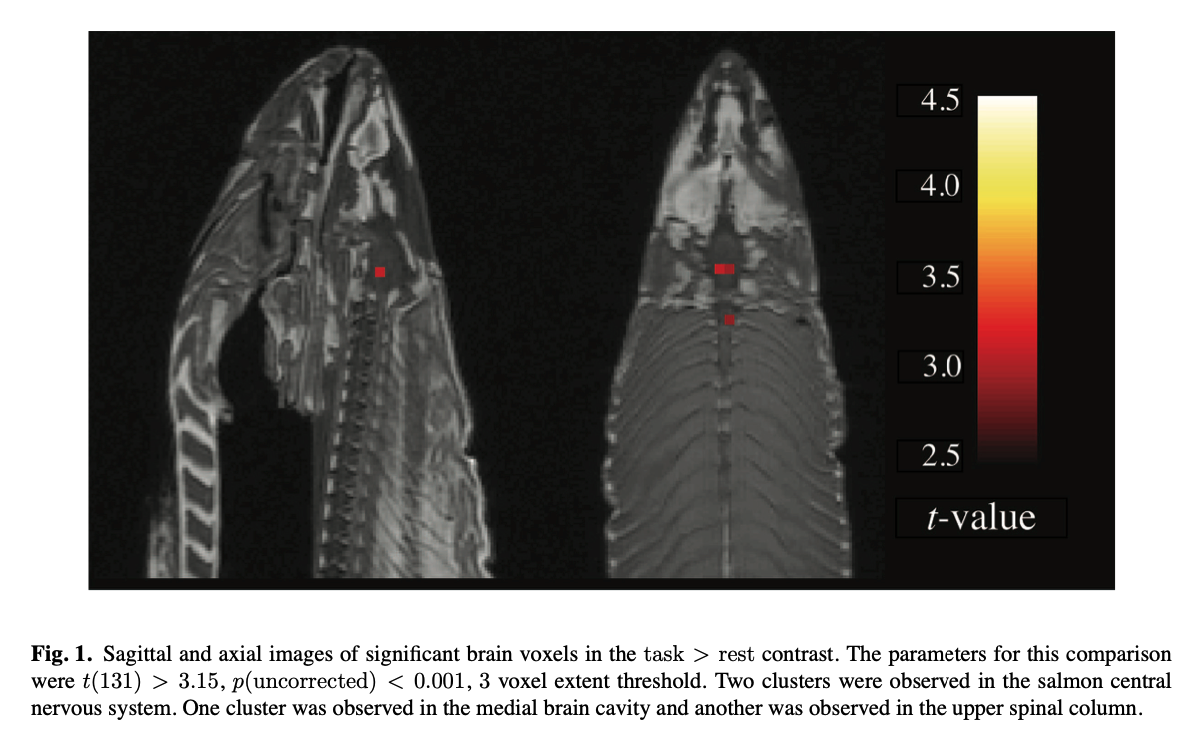 4.5
4.0
3.5
3.0
2.5
t-value
Fig. 1. Sagittal and axial images of significant brain voxels in the task > rest contrast. The parameters for this comparison
were t(131) > 3.15, p(uncorrected) < 0.001, 3 voxel extent threshold. Two clusters were observed in the salmon central
nervous system. One cluster was observed in the medial brain cavity and another was observed in the upper spinal column.